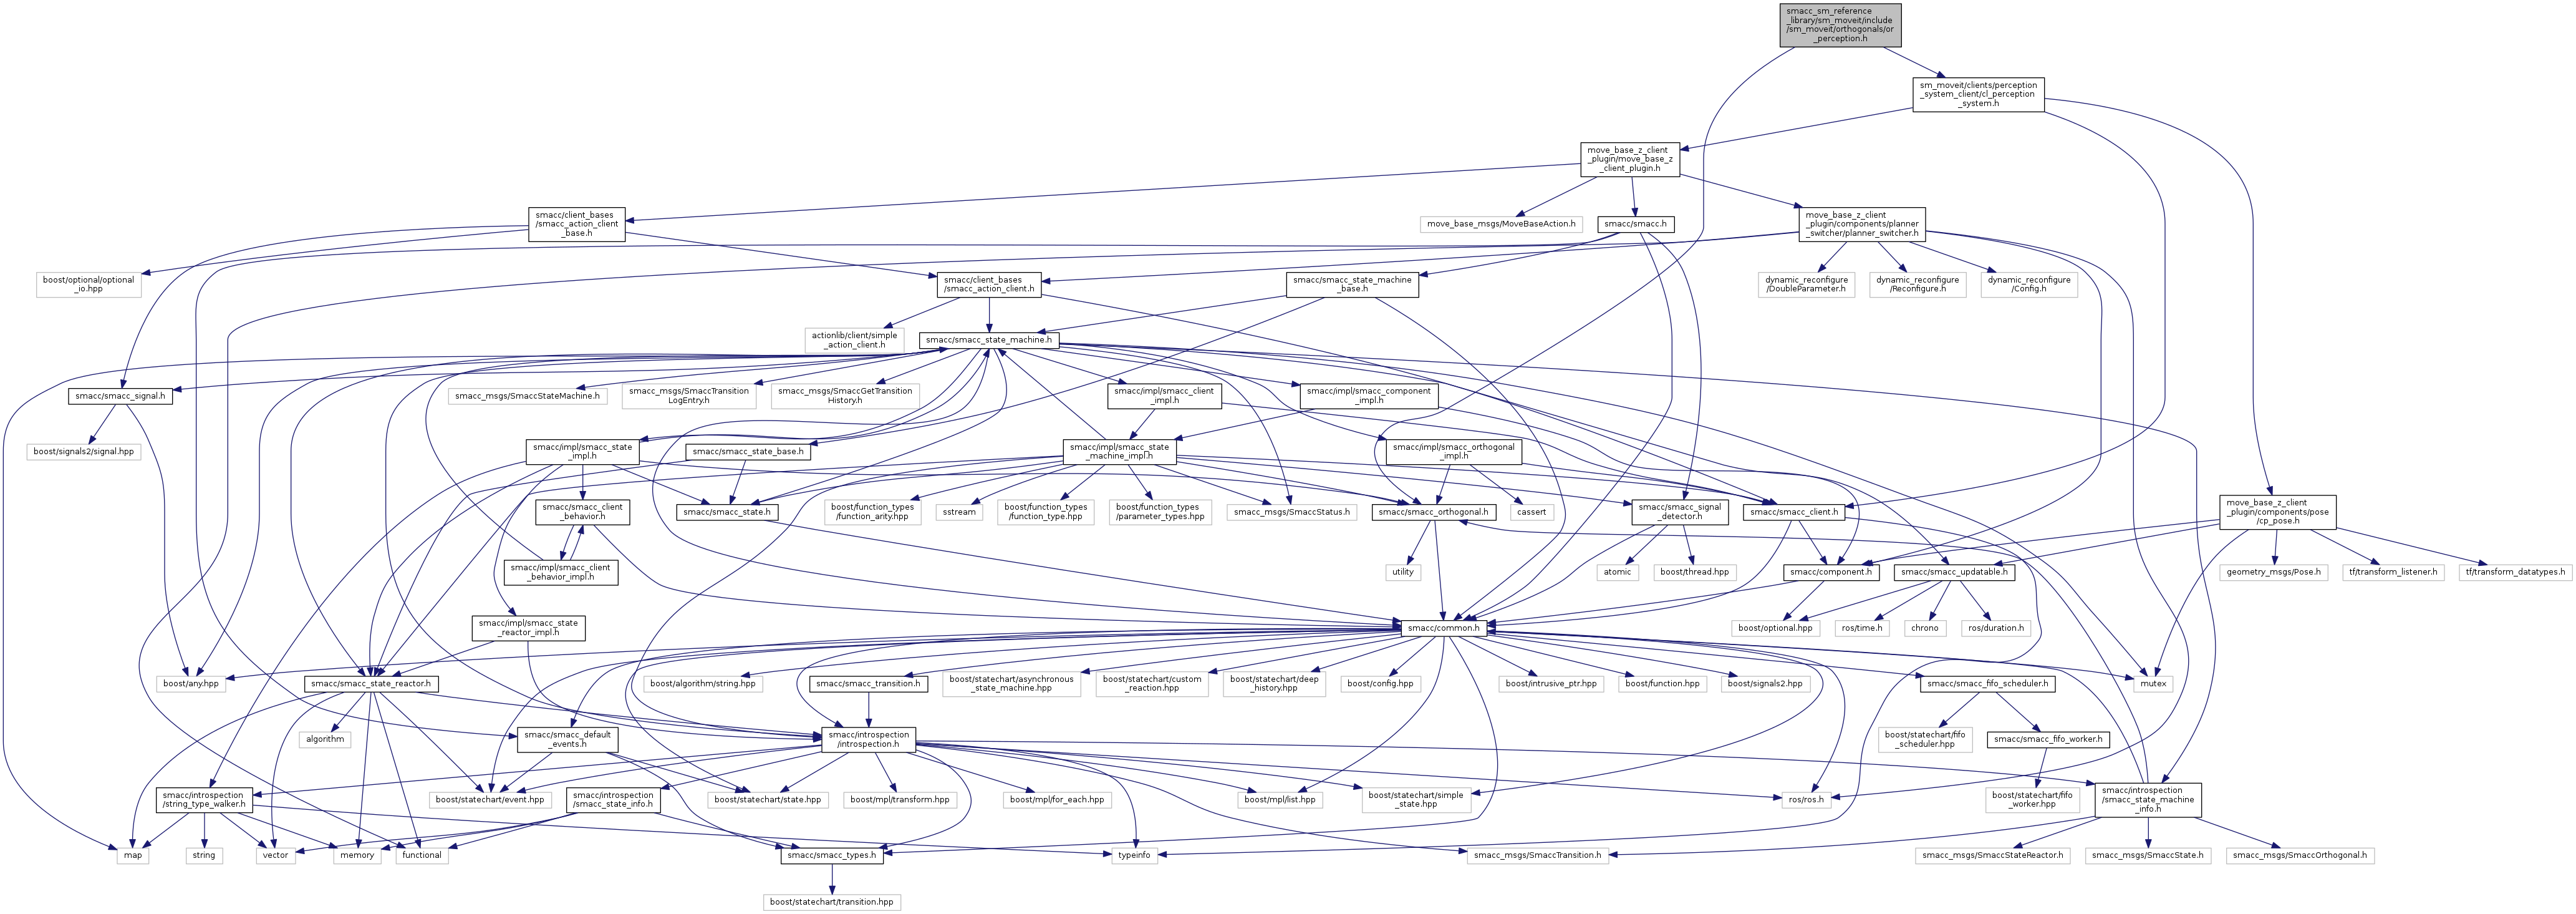 smacc_sm_reference
_library/sm_moveit/include
/sm_moveit/orthogonals/or
_perception.h
sm_moveit/clients/perception
_system_client/cl_perception
_system.h
move_base_z_client
_plugin/move_base_z
_client_plugin.h
smacc/client_bases
/smacc_action_client
_base.h
move_base_msgs/MoveBaseAction.h
smacc/smacc.h
move_base_z_client
_plugin/components/planner
_switcher/planner_switcher.h
boost/optional/optional
_io.hpp
smacc/client_bases
/smacc_action_client.h
smacc/smacc_state_machine
_base.h
dynamic_reconfigure
/DoubleParameter.h
dynamic_reconfigure
/Reconfigure.h
dynamic_reconfigure
/Config.h
actionlib/client/simple
_action_client.h
smacc/smacc_state_machine.h
smacc/smacc_signal.h
smacc_msgs/SmaccStateMachine.h
smacc_msgs/SmaccTransition
LogEntry.h
smacc_msgs/SmaccGetTransition
History.h
smacc/impl/smacc_client
_impl.h
smacc/impl/smacc_component
_impl.h
boost/signals2/signal.hpp
smacc/impl/smacc_state
_impl.h
smacc/smacc_state_base.h
smacc/impl/smacc_state
_machine_impl.h
smacc/impl/smacc_orthogonal
_impl.h
smacc/smacc_client
_behavior.h
smacc/smacc_state.h
boost/function_types
/function_arity.hpp
sstream
boost/function_types
/function_type.hpp
boost/function_types
/parameter_types.hpp
smacc_msgs/SmaccStatus.h
smacc/smacc_orthogonal.h
cassert
smacc/smacc_signal
_detector.h
smacc/smacc_client.h
move_base_z_client
_plugin/components/pose
/cp_pose.h
smacc/impl/smacc_client
_behavior_impl.h
utility
atomic
boost/thread.hpp
smacc/component.h
smacc/smacc_updatable.h
geometry_msgs/Pose.h
tf/transform_listener.h
tf/transform_datatypes.h
smacc/impl/smacc_state
_reactor_impl.h
smacc/common.h
boost/optional.hpp
ros/time.h
chrono
ros/duration.h
boost/any.hpp
smacc/smacc_state_reactor.h
boost/algorithm/string.hpp
smacc/smacc_transition.h
boost/statechart/asynchronous
_state_machine.hpp
boost/statechart/custom
_reaction.hpp
boost/statechart/deep
_history.hpp
boost/config.hpp
boost/intrusive_ptr.hpp
boost/function.hpp
boost/signals2.hpp
smacc/smacc_fifo_scheduler.h
mutex
algorithm
smacc/smacc_default
_events.h
smacc/introspection
/introspection.h
boost/statechart/fifo
_scheduler.hpp
smacc/smacc_fifo_worker.h
smacc/introspection
/string_type_walker.h
boost/statechart/event.hpp
smacc/introspection
/smacc_state_info.h
boost/statechart/state.hpp
boost/mpl/transform.hpp
boost/mpl/for_each.hpp
boost/mpl/list.hpp
boost/statechart/simple
_state.hpp
ros/ros.h
boost/statechart/fifo
_worker.hpp
smacc/introspection
/smacc_state_machine
_info.h
map
string
vector
memory
functional
smacc/smacc_types.h
typeinfo
smacc_msgs/SmaccTransition.h
smacc_msgs/SmaccStateReactor.h
smacc_msgs/SmaccState.h
smacc_msgs/SmaccOrthogonal.h
boost/statechart/transition.hpp